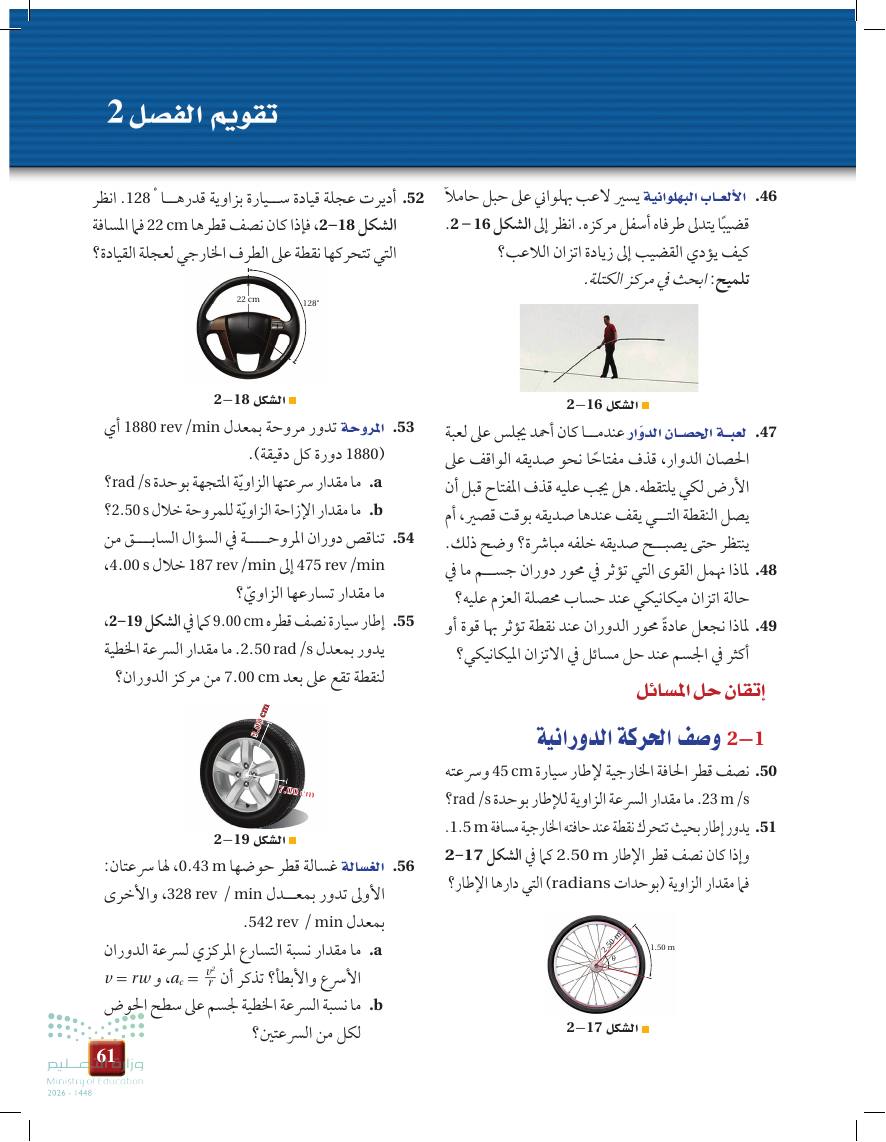 تقويم الفصل 2
46. الألعاب البهلوانية يسير لاعب بهلواني على حبل حاملاً
قضيبًا يتدلى طرفاه أسفل مركزه. انظر إلى الشكل 16-2.
كيف يؤدي القضيب إلى زيادة اتزان اللاعب؟
تلميح: ابحث في مركز الكتلة.
الشكل 16-2
47. لعبة الحصان الدوّار عندما كان أحمد يجلس على لعبة
الحصان الدوار، قذف مفتاحًا نحو صديقه الواقف على
الأرض لكي يلتقطه. هل يجب عليه قذف المفتاح قبل أن
يصل النقطة التي يقف عندها صديقه بوقت قصير، أم
ينتظر حتى يصبح صديقه خلفه مباشرة؟ وضح ذلك.
48. لماذا نهمل القوى التي تؤثر في محور دوران جسم ما في
حالة اتزان ميكانيكي عند حساب محصلة العزم عليه؟
49. لماذا نجعل عادةً محور الدوران عند نقطة تؤثر بها قوة أو
أكثر في الجسم عند حل مسائل في الاتزان الميكانيكي؟
إتقان حل المسائل
2-1 وصف الحركة الدورانية
50. نصف قطر الحافة الخارجية لإطار سيارة 45 cm وسرعته
23 m/s. ما مقدار السرعة الزاوية للإطار بوحدة rad/s؟
51. يدور إطار بحيث تتحرك نقطة عند حافته الخارجية مسافة 1.5 m.
وإذا كان نصف قطر الإطار 2.50 m كما في الشكل 17-2
فما مقدار الزاوية (بوحدات radians) التي دارها الإطار؟
2.50 m
θ
1.50 m
الشكل 17-2
52. أديرت عجلة قيادة سيارة بزاوية قدرها 128°. انظر
الشكل 18-2، فإذا كان نصف قطرها 22 cm فما المسافة
التي تتحركها نقطة على الطرف الخارجي لعجلة القيادة؟
22 cm
128°
الشكل 18-2
53. المروحة تدور مروحة بمعدل 1880 rev/min أي
(1880 دورة كل دقيقة).
a. ما مقدار سرعتها الزاويّة المتجهة بوحدة rad/s؟
b. ما مقدار الإزاحة الزاويّة للمروحة خلال 2.50 s؟
54. تناقص دوران المروحة في السؤال السابق من
475 rev/min إلى 187 rev/min خلال 4.00 s،
ما مقدار تسارعها الزاويّ؟
55. إطار سيارة نصف قطره 9.00 cm كما في الشكل 19-2،
يدور بمعدل 2.50 rad/s. ما مقدار السرعة الخطية
لنقطة تقع على بعد 7.00 cm من مركز الدوران؟
9.00 cm
7.00 cm
الشكل 19-2
56. الغسالة غسالة قطر حوضها 0.43 m، لها سرعتان:
الأولى تدور بمعدل 328 rev / min، والأخرى
بمعدل 542 rev / min.
a. ما مقدار نسبة التسارع المركزي لسرعة الدوران
الأسرع والأبطأ؟ تذكر أن a_c = v²/r، و v = rw
b. ما نسبة السرعة الخطية لجسم على سطح الحوض
لكل من السرعتين؟
61
وزارة التعليم
Ministry of Education
2026 - 1448